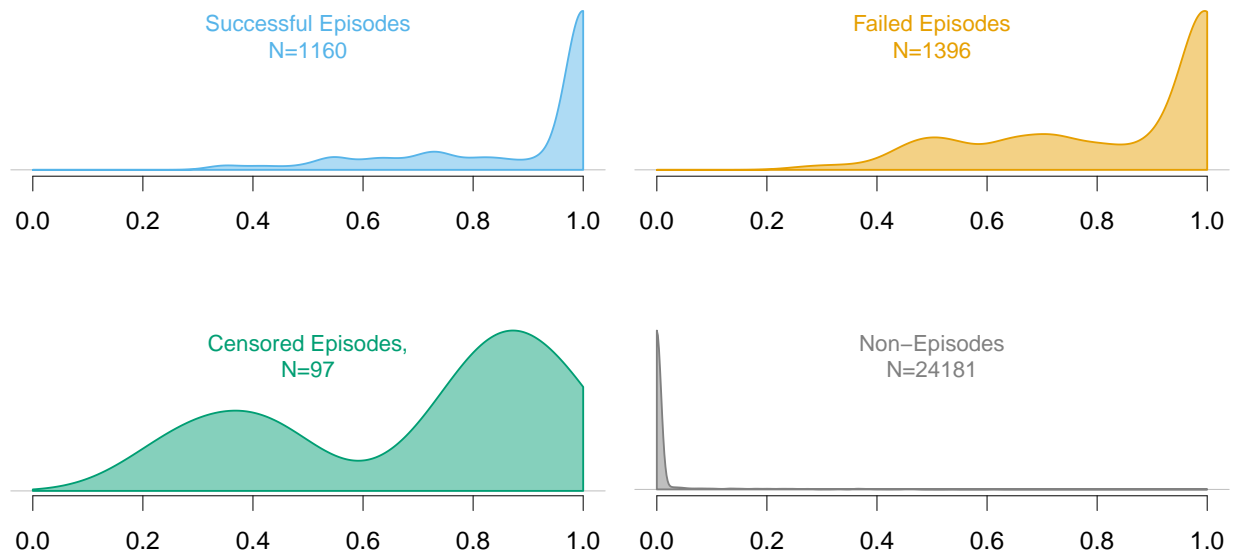 Successful Episodes
N=1160
0.0 0.2 0.4 0.6 0.8 1.0
Failed Episodes
N=1396
0.0 0.2 0.4 0.6 0.8 1.0
Censored Episodes,
N=97
0.0 0.2 0.4 0.6 0.8 1.0
Non−Episodes
N=24181
0.0 0.2 0.4 0.6 0.8 1.0